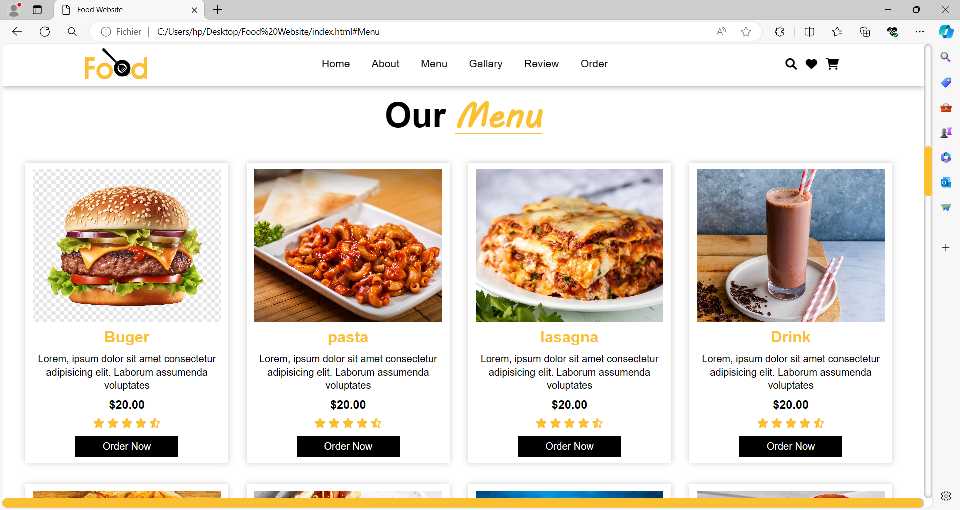 Food Website
Fichier
C:/Users/hp/Desktop/Food%20Website/index.html#Menu
Food
Home
About
Menu
Gallary
Review
Order
Our Menu
Buger
Lorem, ipsum dolor sit amet consectetur
adipisicing elit. Laborum assumenda
voluptates
$20.00
Order Now
pasta
Lorem, ipsum dolor sit amet consectetur
adipisicing elit. Laborum assumenda
voluptates
$20.00
Order Now
lasagna
Lorem, ipsum dolor sit amet consectetur
adipisicing elit. Laborum assumenda
voluptates
$20.00
Order Now
Drink
Lorem, ipsum dolor sit amet consectetur
adipisicing elit. Laborum assumenda
voluptates
$20.00
Order Now